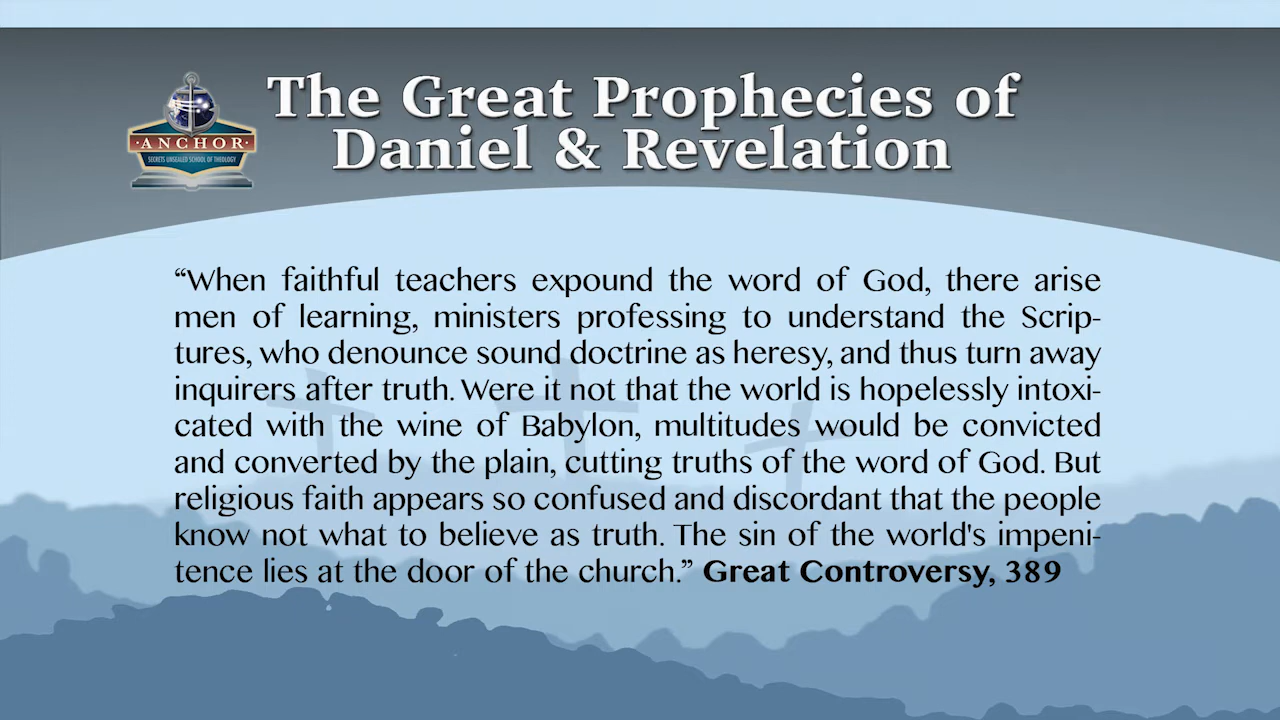 The Great Prophecies of
Daniel & Revelation
·ANCHOR·
SECRETS UNSEALED SCHOOL OF THEOLOGY
“When faithful teachers expound the word of God, there arise
men of learning, ministers professing to understand the Scrip-
tures, who denounce sound doctrine as heresy, and thus turn away
inquirers after truth. Were it not that the world is hopelessly intoxi-
cated with the wine of Babylon, multitudes would be convicted
and converted by the plain, cutting truths of the word of God. But
religious faith appears so confused and discordant that the people
know not what to believe as truth. The sin of the world's impeni-
tence lies at the door of the church.” Great Controversy, 389